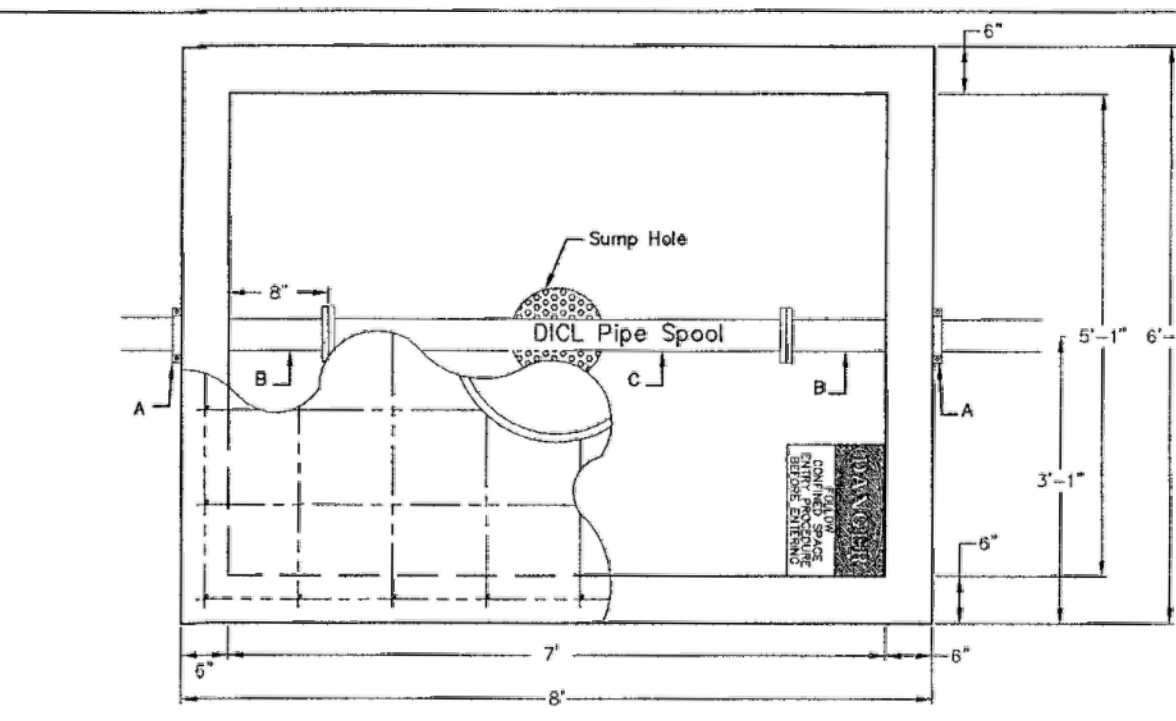 6"
Sump Hole
8"
DICL Pipe Spool
5'-1"
6'-
B
C
B
A
A
3'-1"
DANGER
FOLLOW
CONFINED SPACE
ENTRY PROCEDURE
BEFORE ENTERING
6"
6"
7'
6"
8'